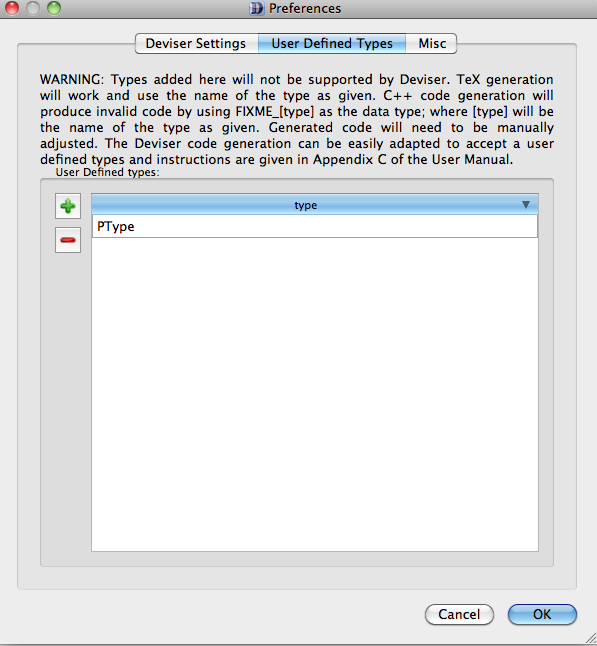 Preferences
Deviser Settings User Defined Types Misc
WARNING: Types added here will not be supported by Deviser. TeX generation
will work and use the name of the type as given. C++ code generation will
produce invalid code by using FIXME_[type] as the data type; where [type] will be
the name of the type as given. Generated code will need to be manually
adjusted. The Deviser code generation can be easily adapted to accept a user
defined types and instructions are given in Appendix C of the User Manual.
User Defined types:
type
PType
Cancel OK